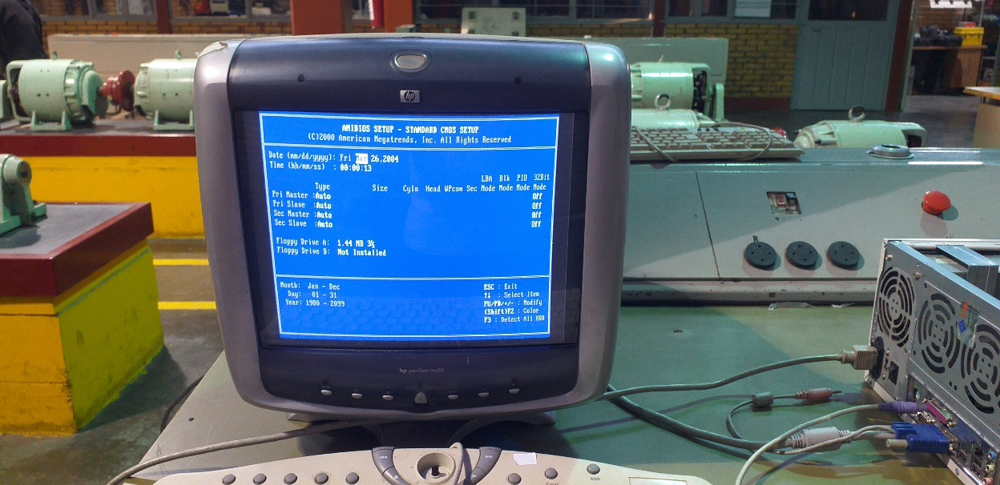 hp
AMIBIOS SETUP - STANDARD CMOS SETUP
(C)2000 American Megatrends, Inc. All Rights Reserved
Date (mm/dd/yyyy): Fri 26,2004
Time (hh/mm/ss) : 00:00:13
LBA Blk PIO 32Bit
Type Size Cyln Head WPcom Sec Mode Mode Mode Mode
Pri Master :Auto Off
Pri Slave :Auto Off
Sec Master :Auto Off
Sec Slave :Auto Off
Floppy Drive A: 1.44 MB 3½
Floppy Drive B: Not Installed
Month: Jan - Dec
Day: 01 - 31
Year: 1980 - 2099
ESC : Exit
↑↓ : Select Item
PU/PD/+/- : Modify
(Shift)F2 : Color
F3 : Detect All HDD
hp pavilion mx50
R